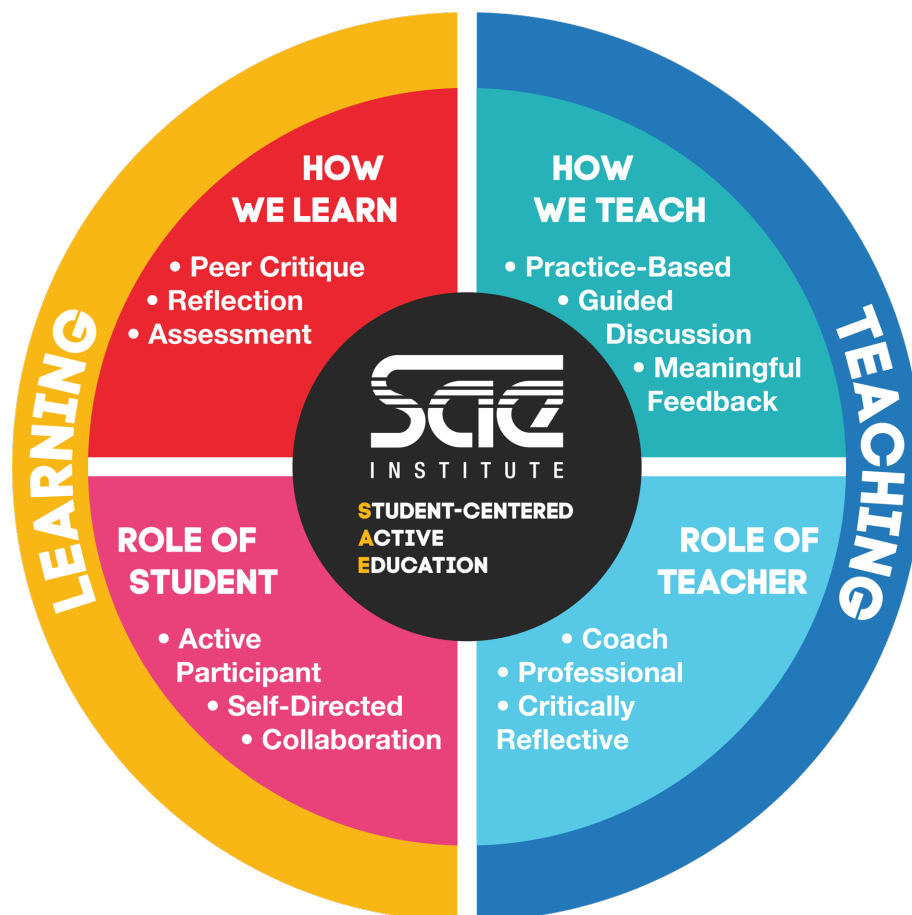 LEARNING
HOW
WE LEARN
• Peer Critique
• Reflection
• Assessment
HOW
WE TEACH
• Practice-Based
• Guided
Discussion
• Meaningful
Feedback
TEACHING
sae
INSTITUTE
STUDENT-CENTERED
ACTIVE
EDUCATION
ROLE OF
STUDENT
• Active
Participant
• Self-Directed
• Collaboration
ROLE OF
TEACHER
• Coach
• Professional
• Critically
Reflective